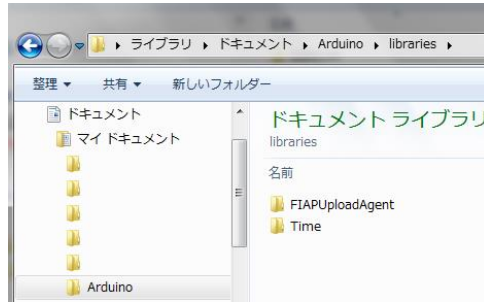 ライブラリ ▸ ドキュメント ▸ Arduino ▸ libraries ▸
整理 ▼ 共有 ▼ 新しいフォルダー
ドキュメント
マイ ドキュメント
Arduino
ドキュメント ライブラリ
libraries
名前
FIAPUploadAgent
Time